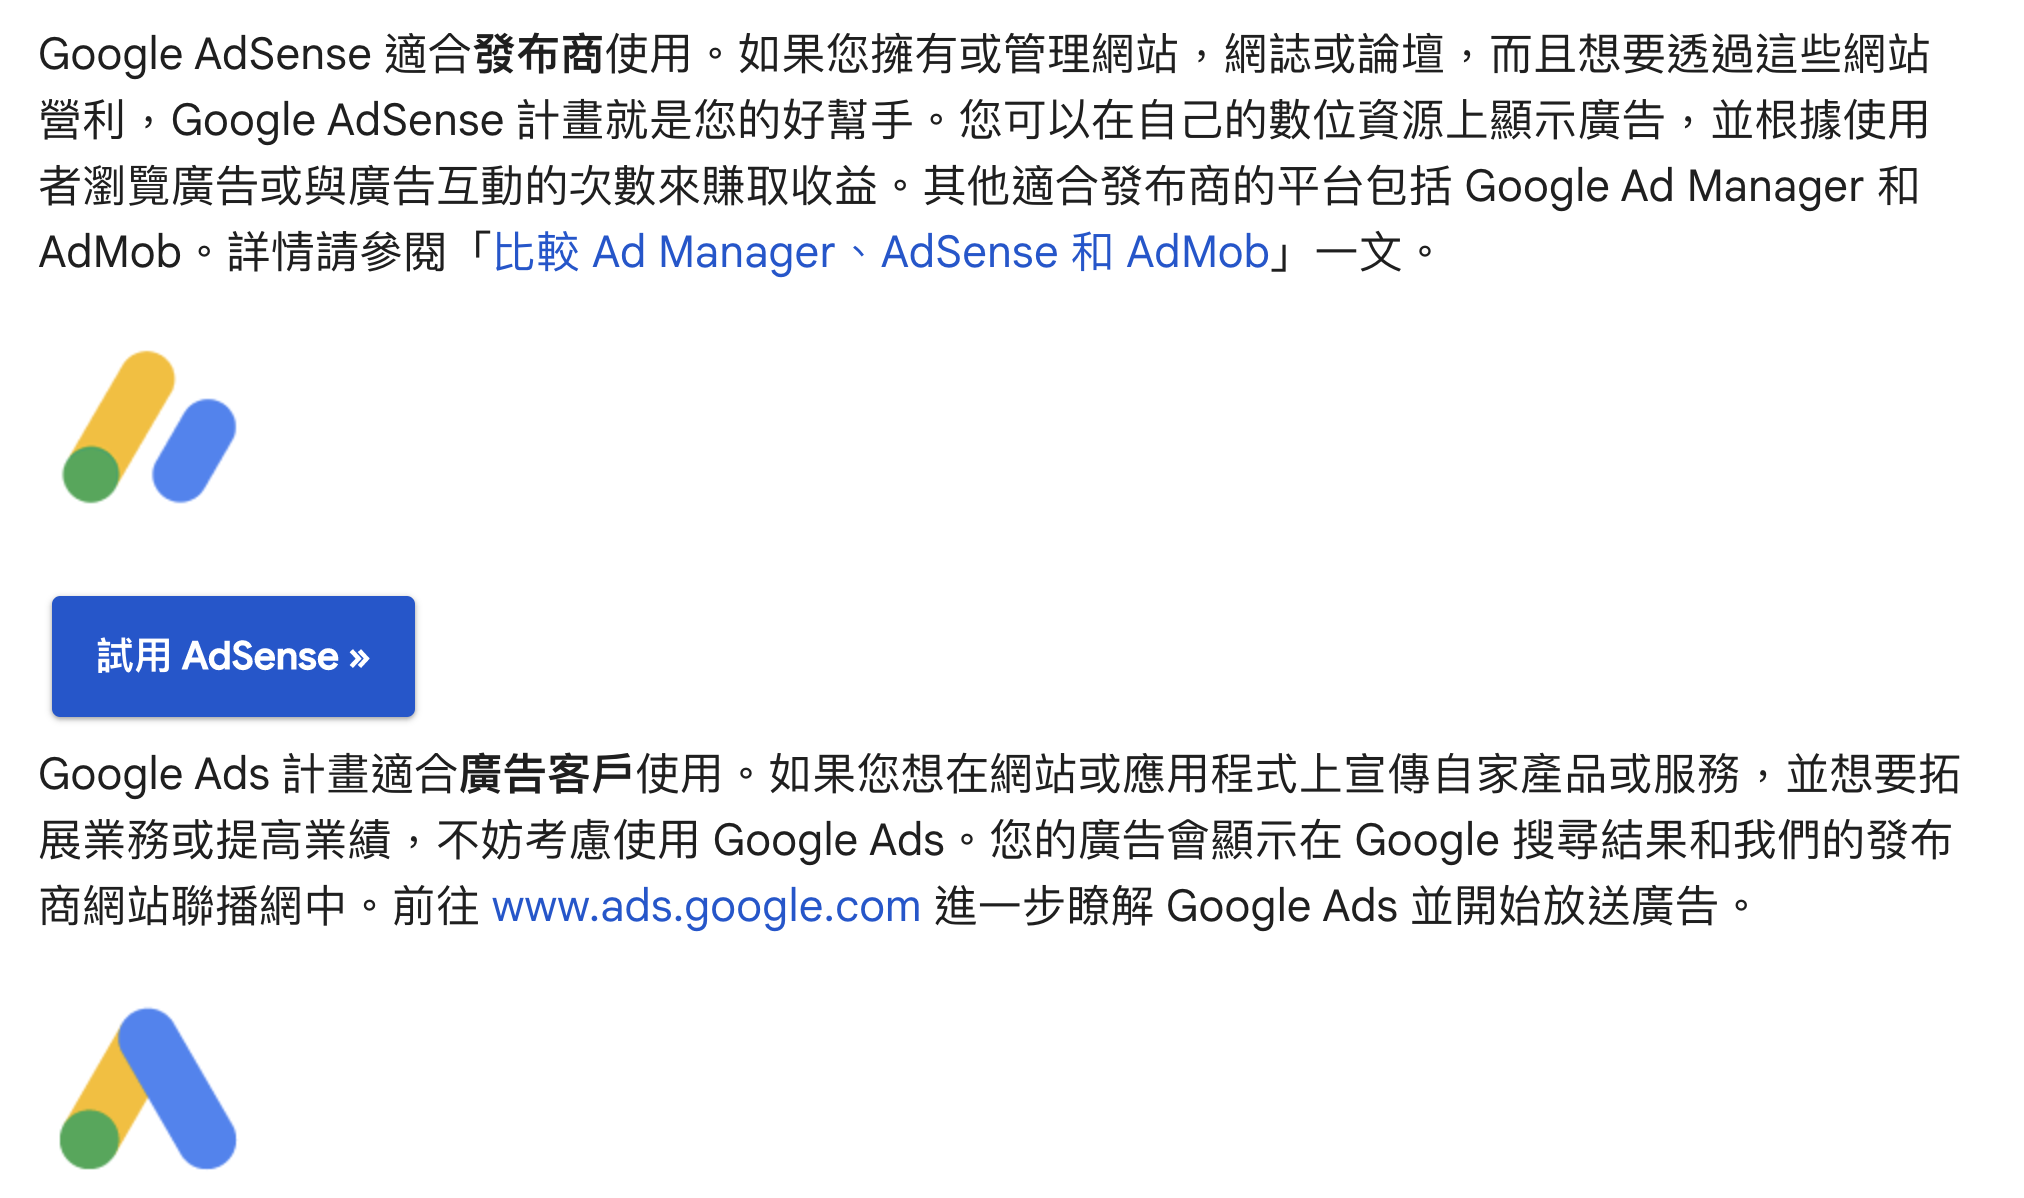 Google AdSense 適合發布商使用。如果您擁有或管理網站，網誌或論壇，而且想要透過這些網站
營利，Google AdSense 計畫就是您的好幫手。您可以在自己的數位資源上顯示廣告，並根據使用
者瀏覽廣告或與廣告互動的次數來賺取收益。其他適合發布商的平台包括 Google Ad Manager 和
AdMob。詳情請參閱「比較 Ad Manager、AdSense 和 AdMob」一文。
試用 AdSense »
Google Ads 計畫適合廣告客戶使用。如果您想在網站或應用程式上宣傳自家產品或服務，並想要拓
展業務或提高業績，不妨考慮使用 Google Ads。您的廣告會顯示在 Google 搜尋結果和我們的發布
商網站聯播網中。前往 www.ads.google.com 進一步瞭解 Google Ads 並開始放送廣告。